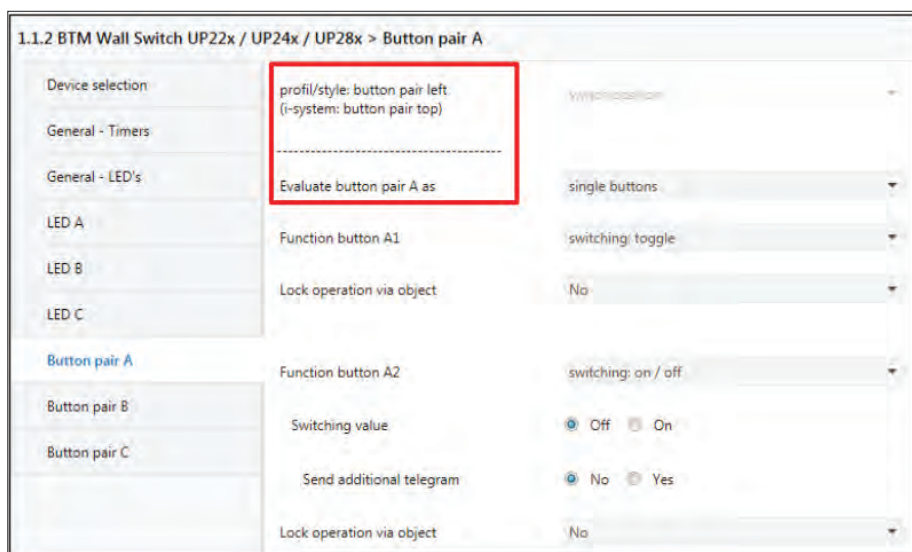 1.1.2 BTM Wall Switch UP22x / UP24x / UP28x > Button pair A
Device selection
General - Timers
General - LED's
LED A
LED B
LED C
Button pair A
Button pair B
Button pair C
profil/style: button pair left
(i-system: button pair top)
----------------------------------------
Evaluate button pair A as single buttons
Function button A1 switching: toggle
Lock operation via object No
Function button A2 switching: on / off
Switching value Off On
Send additional telegram No Yes
Lock operation via object No